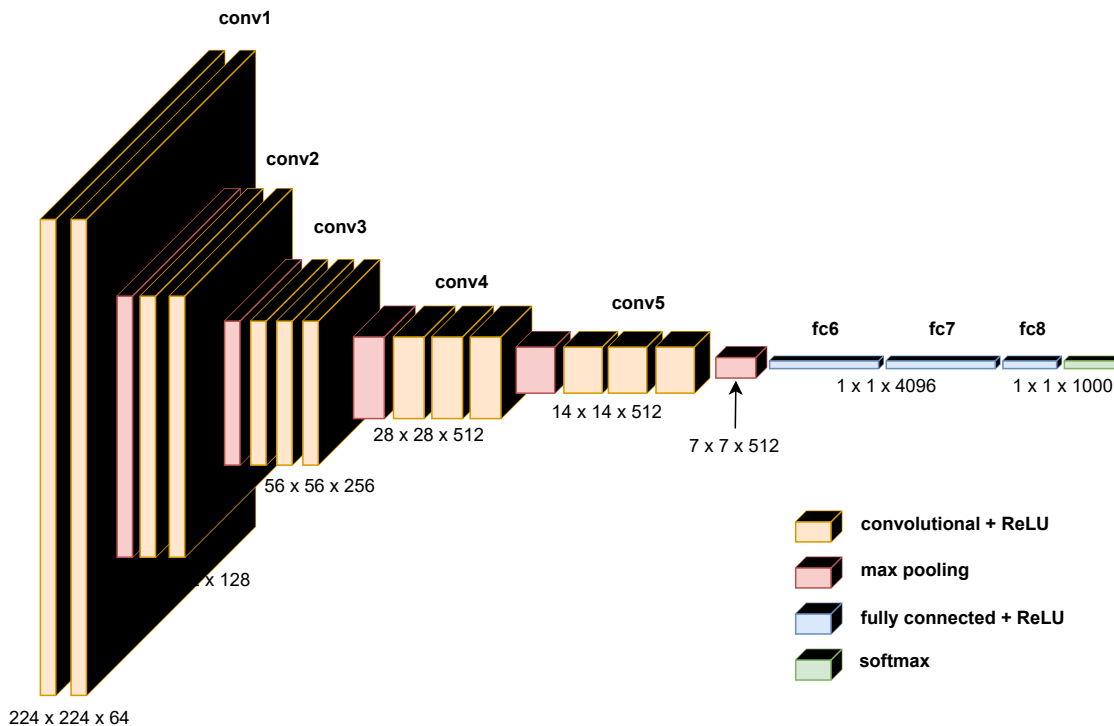 conv1
conv2
conv3
conv4
conv5
fc6
fc7
fc8
1 x 1 x 4096
1 x 1 x 1000
14 x 14 x 512
28 x 28 x 512
7 x 7 x 512
56 x 56 x 256
x 128
224 x 224 x 64
convolutional + ReLU
max pooling
fully connected + ReLU
softmax